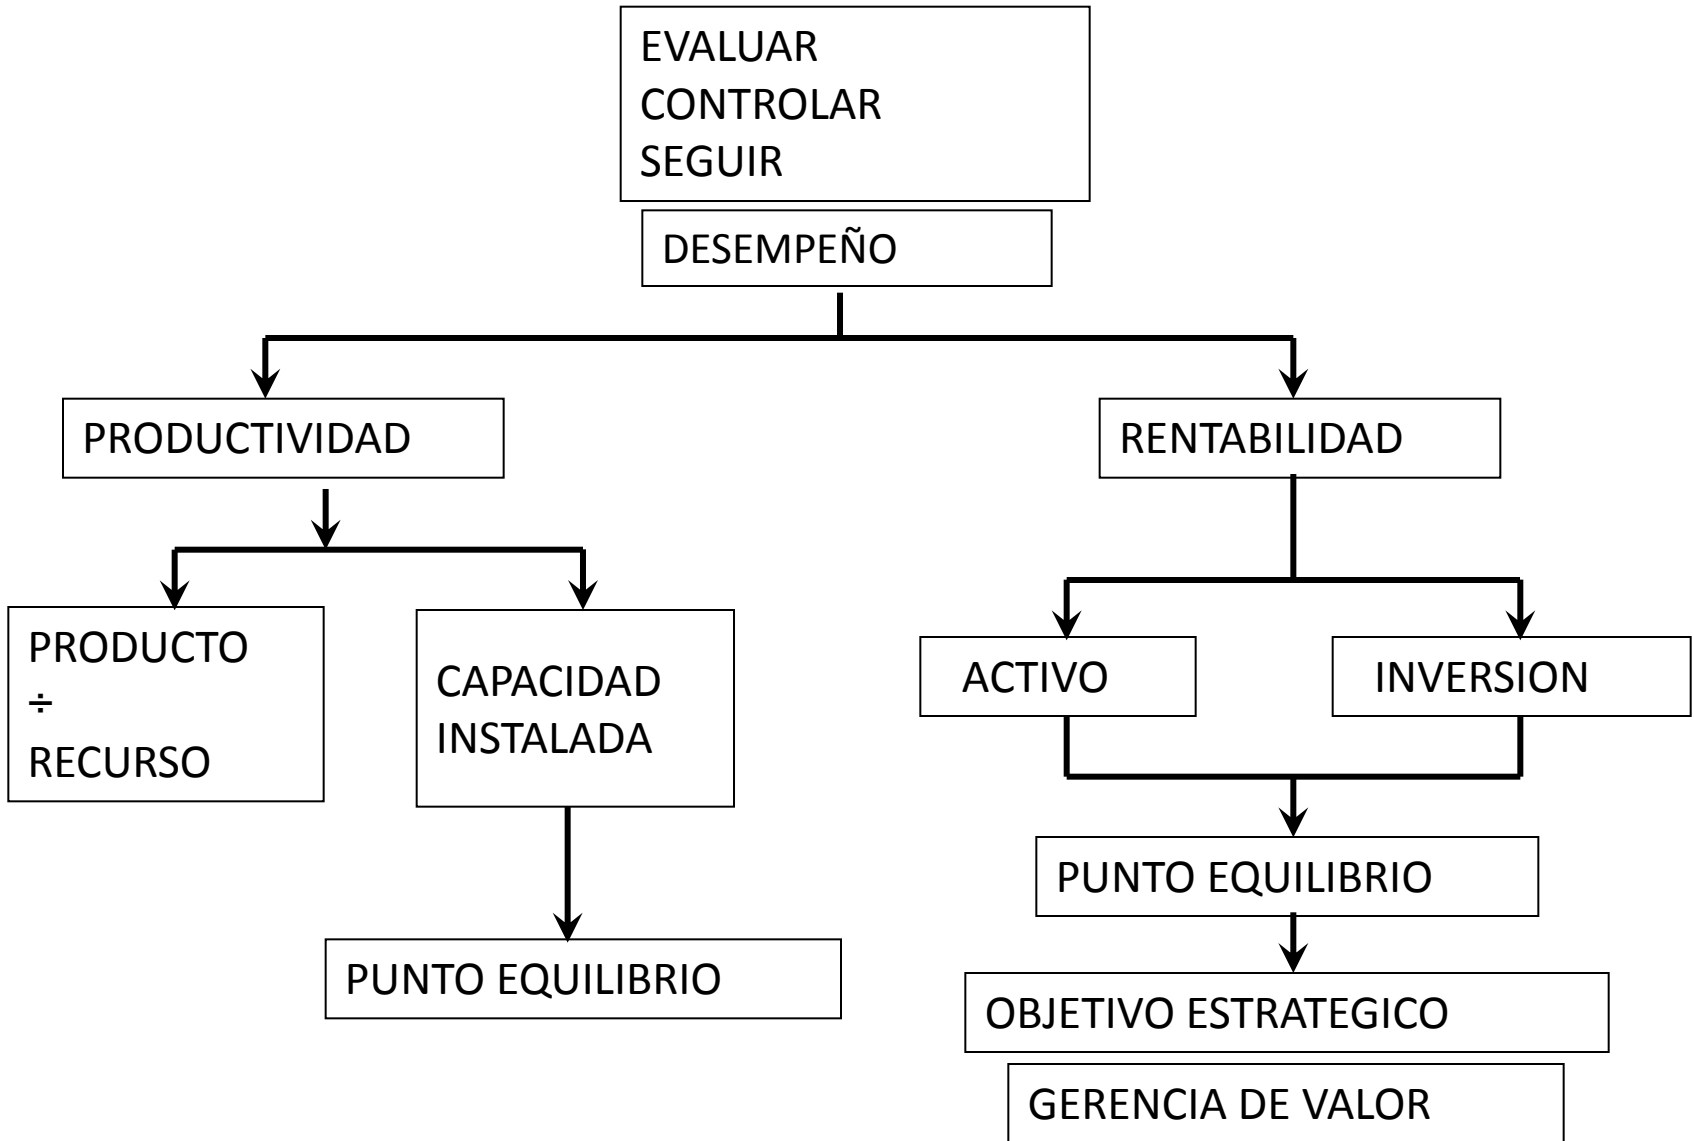 EVALUAR
CONTROLAR
SEGUIR
DESEMPEÑO
PRODUCTIVIDAD
RENTABILIDAD
PRODUCTO
÷
RECURSO
CAPACIDAD
INSTALADA
ACTIVO
INVERSION
PUNTO EQUILIBRIO
PUNTO EQUILIBRIO
OBJETIVO ESTRATEGICO
GERENCIA DE VALOR